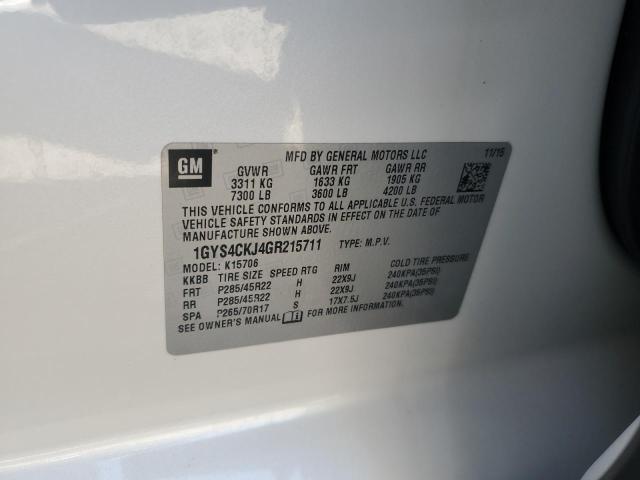 GM
MFD BY GENERAL MOTORS LLC 11/15
GVWR GAWR FRT GAWR RR
3311 KG 1633 KG 1905 KG
7300 LB 3600 LB 4200 LB
THIS VEHICLE CONFORMS TO ALL APPLICABLE U.S. FEDERAL MOTOR
VEHICLE SAFETY STANDARDS IN EFFECT ON THE DATE OF
MANUFACTURE SHOWN ABOVE.
1GYS4CKJ4GR215711 TYPE: M.P.V.
MODEL: K15706
KKBB TIRE SIZE SPEED RTG RIM COLD TIRE PRESSURE
FRT P285/45R22 H 22X9J 240KPA(35PSI)
RR P285/45R22 H 22X9J 240KPA(35PSI)
SPA P265/70R17 S 17X7.5J 240KPA(35PSI)
SEE OWNER'S MANUAL FOR MORE INFORMATION.